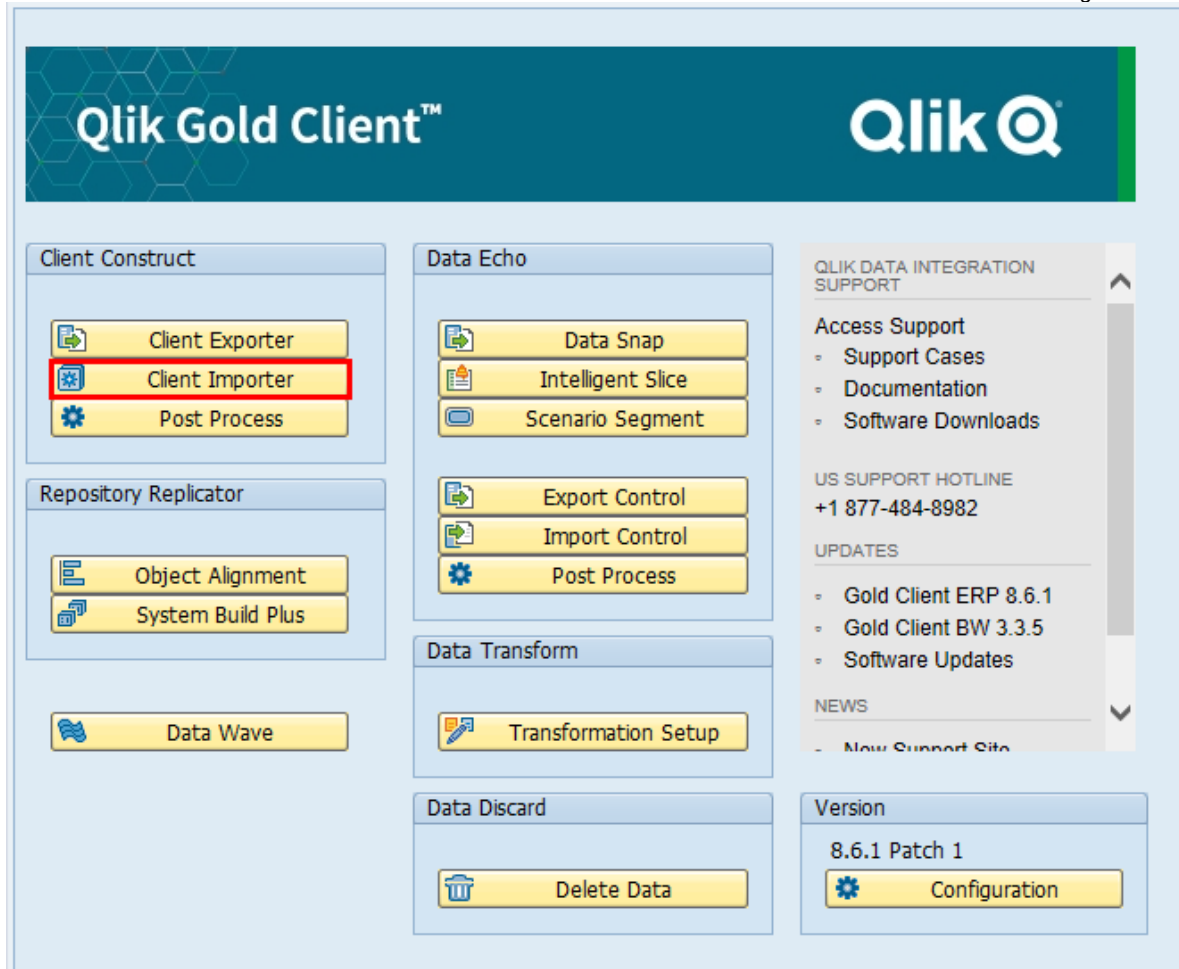 Qlik Gold Client™
Qlik
Client Construct
Client Exporter
Client Importer
Post Process
Repository Replicator
Object Alignment
System Build Plus
Data Wave
Data Echo
Data Snap
Intelligent Slice
Scenario Segment
Export Control
Import Control
Post Process
Data Transform
Transformation Setup
Data Discard
Delete Data
QLIK DATA INTEGRATION
SUPPORT
Access Support
◦ Support Cases
◦ Documentation
◦ Software Downloads
US SUPPORT HOTLINE
+1 877-484-8982
UPDATES
◦ Gold Client ERP 8.6.1
◦ Gold Client BW 3.3.5
◦ Software Updates
NEWS
◦ New Support Site
Version
8.6.1 Patch 1
Configuration